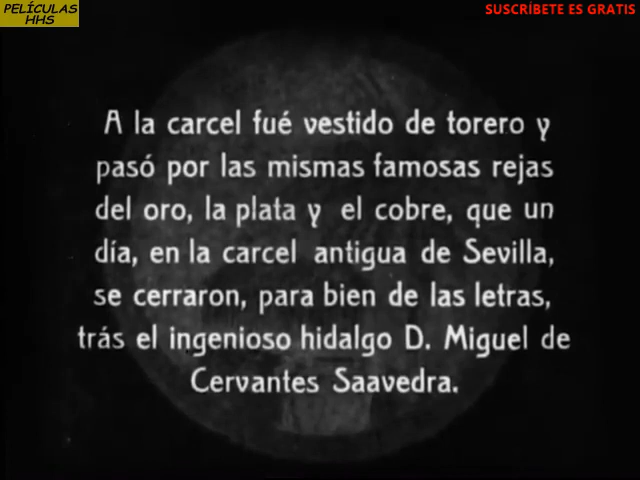 PELÍCULAS
HHS
SUSCRÍBETE ES GRATIS
A la carcel fué vestido de torero y
pasó por las mismas famosas rejas
del oro, la plata y el cobre, que un
día, en la carcel antigua de Sevilla,
se cerraron, para bien de las letras,
trás el ingenioso hidalgo D. Miguel de
Cervantes Saavedra.